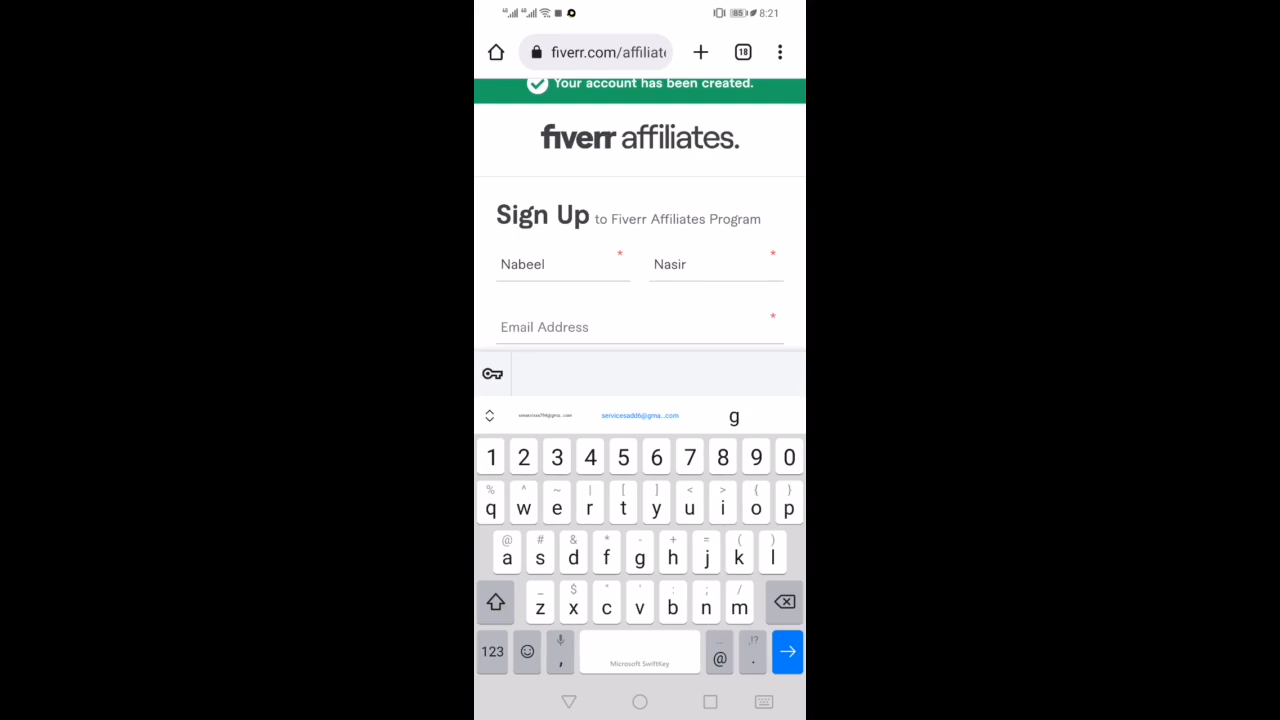 85 8:21
fiverr.com/affiliat 18
Your account has been created.
fiverr affiliates.
Sign Up to Fiverr Affiliates Program
* *
Nabeel Nasir
*
Email Address
servicesadd6@gma...com g
1 2 3 4 5 6 7 8 9 0
% ^ ~ | [ ] < > { }
q w e r t y u i o p
@ # & * - + = ( )
a s d f g h j k l
_ $ " ' : ; /
z x c v b n m
,!?
123 , @ .
Microsoft SwiftKey